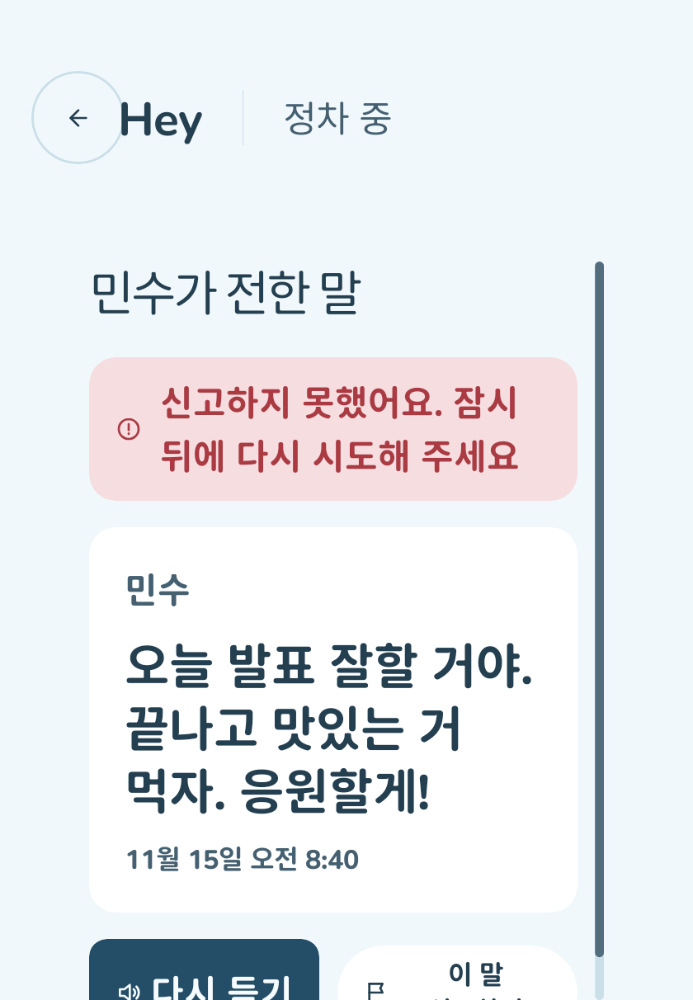 Hey 정차 중
민수가 전한 말
신고하지 못했어요. 잠시
뒤에 다시 시도해 주세요
민수
오늘 발표 잘할 거야.
끝나고 맛있는 거
먹자. 응원할게!
11월 15일 오전 8:40
다시 듣기
이 말